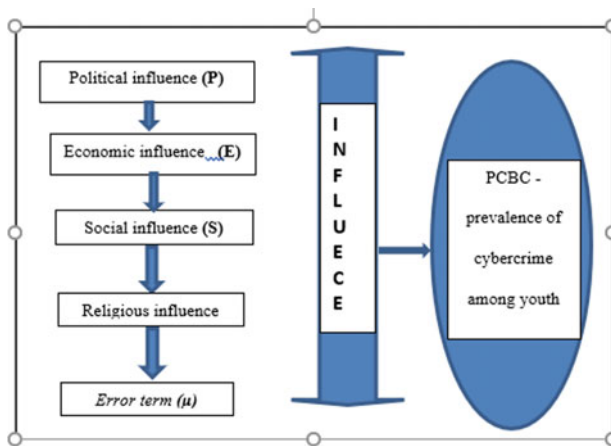 Political influence (P)
Economic influence (E)
Social influence (S)
Religious influence
Error term (μ)
I
N
F
L
U
E
C
E
PCBC -
prevalence of
cybercrime
among youth